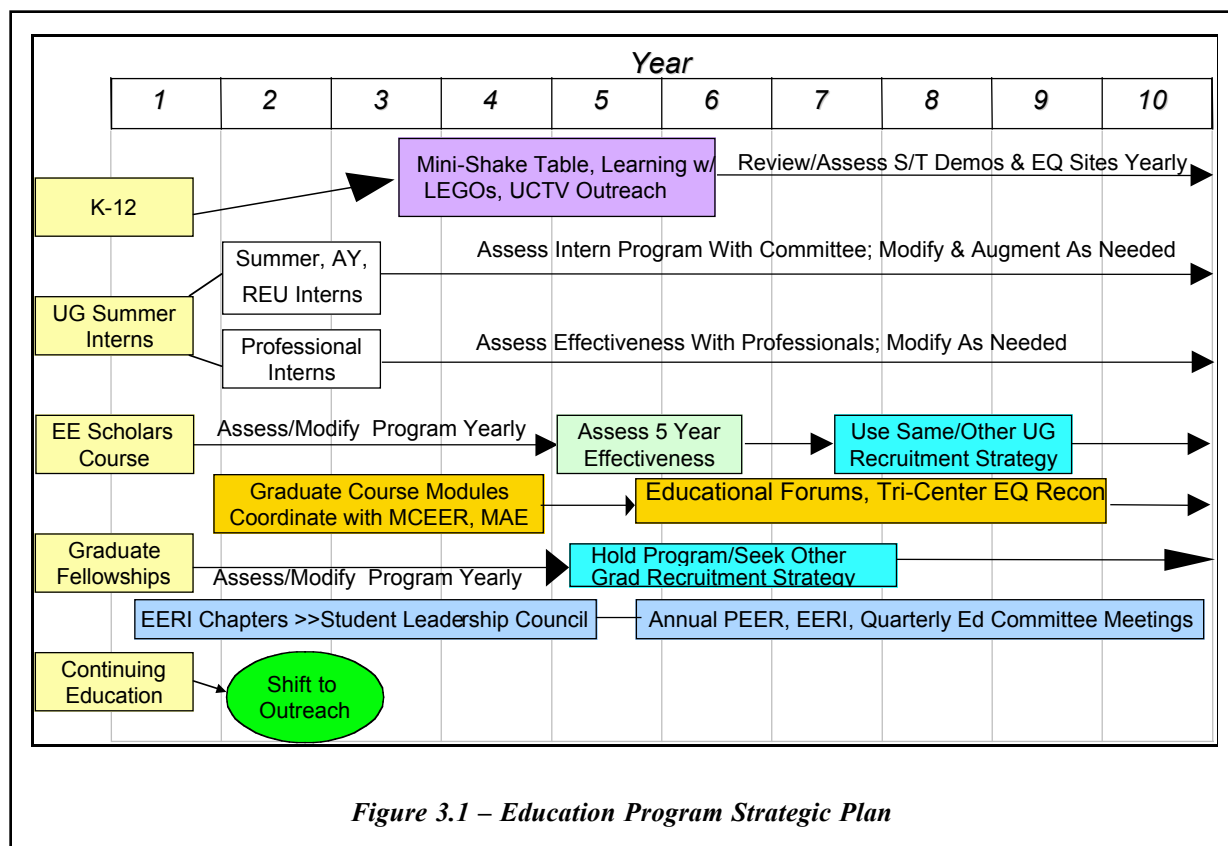 Year
1 2 3 4 5 6 7 8 9 10
Mini-Shake Table, Learning w/
LEGOs, UCTV Outreach
Review/Assess S/T Demos & EQ Sites Yearly
K-12
Summer, AY,
REU Interns
Assess Intern Program With Committee; Modify & Augment As Needed
UG Summer
Interns
Professional
Interns
Assess Effectiveness With Professionals; Modify As Needed
EE Scholars
Course
Assess/Modify Program Yearly
Assess 5 Year
Effectiveness
Use Same/Other UG
Recruitment Strategy
Graduate Course Modules
Coordinate with MCEER, MAE
Educational Forums, Tri-Center EQ Recon
Graduate
Fellowships
Assess/Modify Program Yearly
Hold Program/Seek Other
Grad Recruitment Strategy
EERI Chapters >>Student Leadership Council
Annual PEER, EERI, Quarterly Ed Committee Meetings
Continuing
Education
Shift to
Outreach
Figure 3.1 – Education Program Strategic Plan